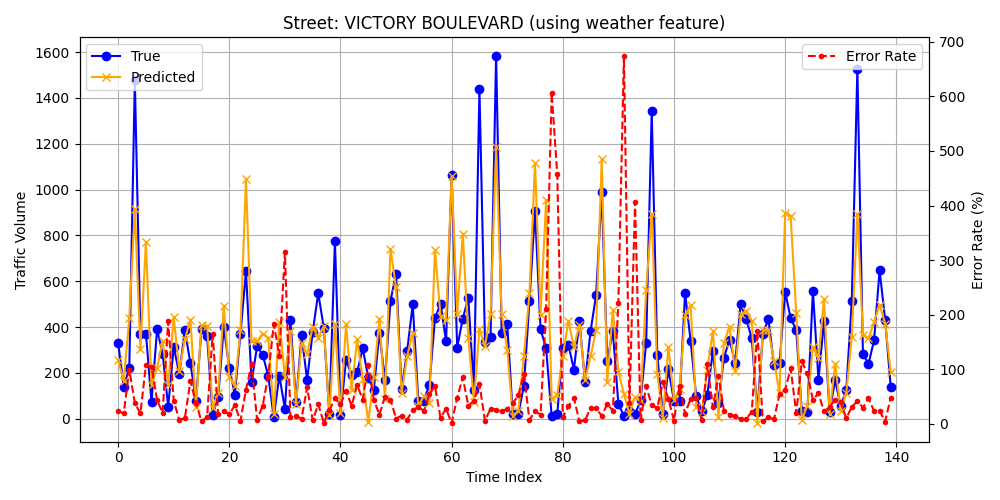 Street: VICTORY BOULEVARD (using weather feature)
True
Predicted
Error Rate
Traffic Volume
1600
1400
1200
1000
800
600
400
200
0
700
600
500
400
300
200
100
0
Error Rate (%)
0 20 40 60 80 100 120 140
Time Index